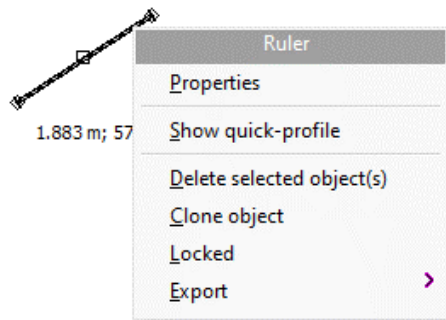 Ruler
Properties
1.883 m; 57
Show quick-profile
Delete selected object(s)
Clone object
Locked
Export